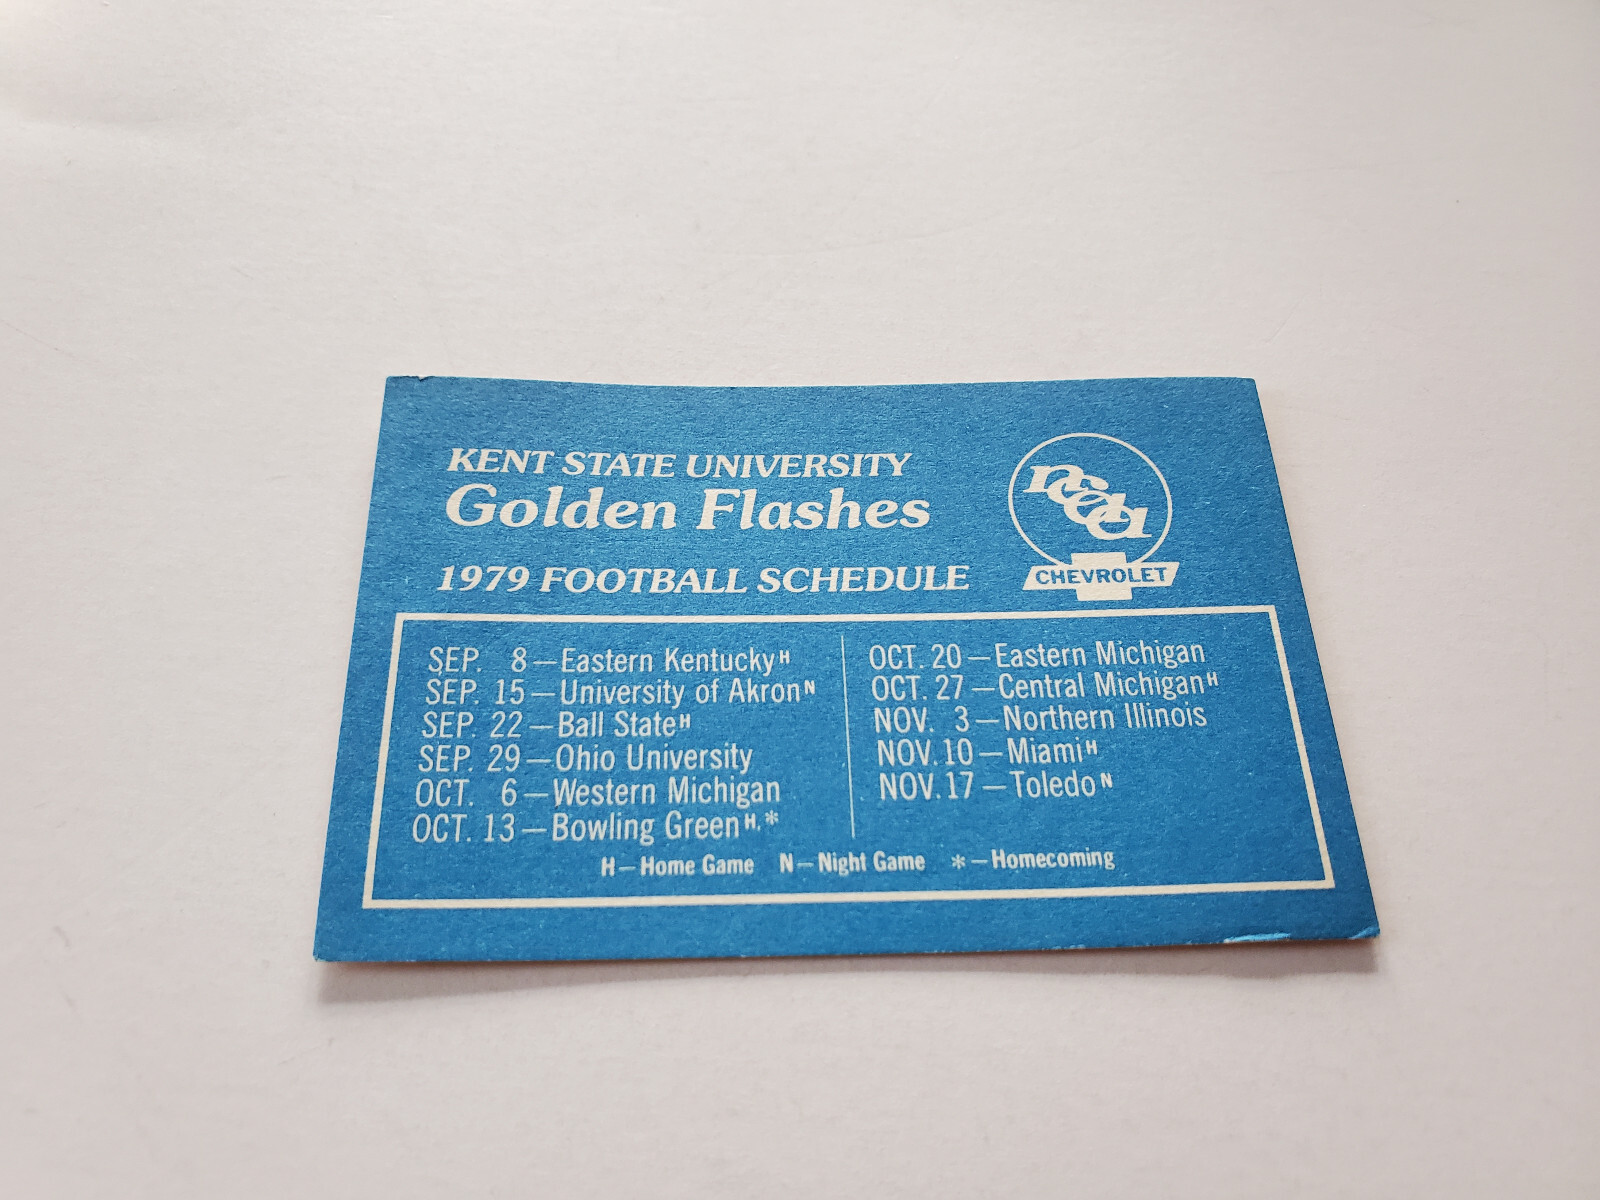 KENT STATE UNIVERSITY
Golden Flashes
1979 FOOTBALL SCHEDULE
ncada
CHEVROLET
SEP. 8—Eastern Kentucky H
SEP. 15—University of Akron N
SEP. 22—Ball State H
SEP. 29—Ohio University
OCT. 6—Western Michigan
OCT. 13—Bowling Green H,*
OCT. 20—Eastern Michigan
OCT. 27—Central Michigan H
NOV. 3—Northern Illinois
NOV. 10—Miami H
NOV. 17—Toledo N
H—Home Game N—Night Game *—Homecoming